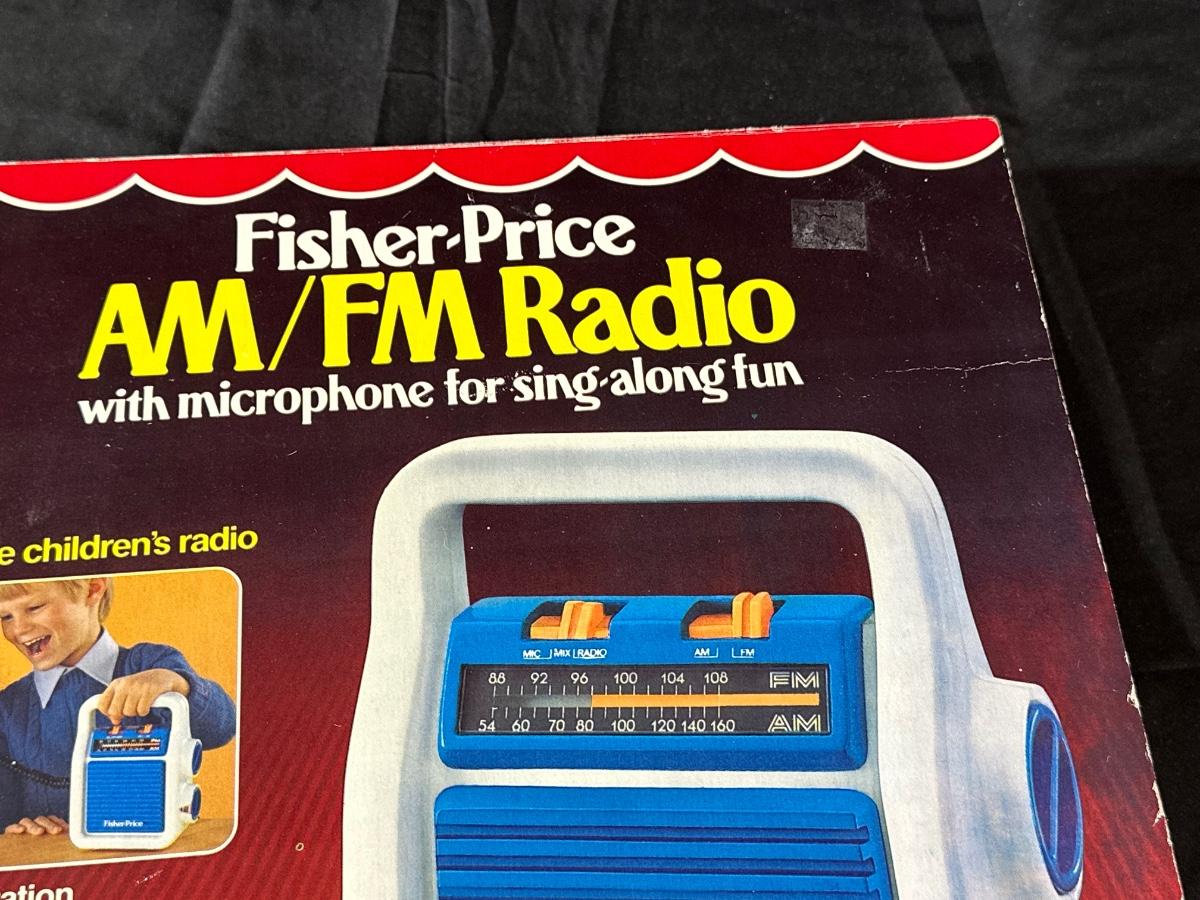 Fisher-Price
AM/FM Radio
with microphone for sing-along fun
e children's radio
MIC MIX RADIO
AM FM
88 92 96 100 104 108 FM
54 60 70 80 100 120 140 160 AM
Fisher-Price
ation